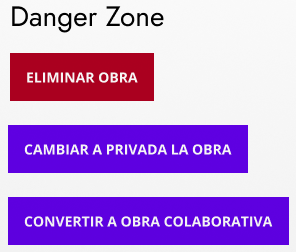 Danger Zone
ELIMINAR OBRA
CAMBIAR A PRIVADA LA OBRA
CONVERTIR A OBRA COLABORATIVA